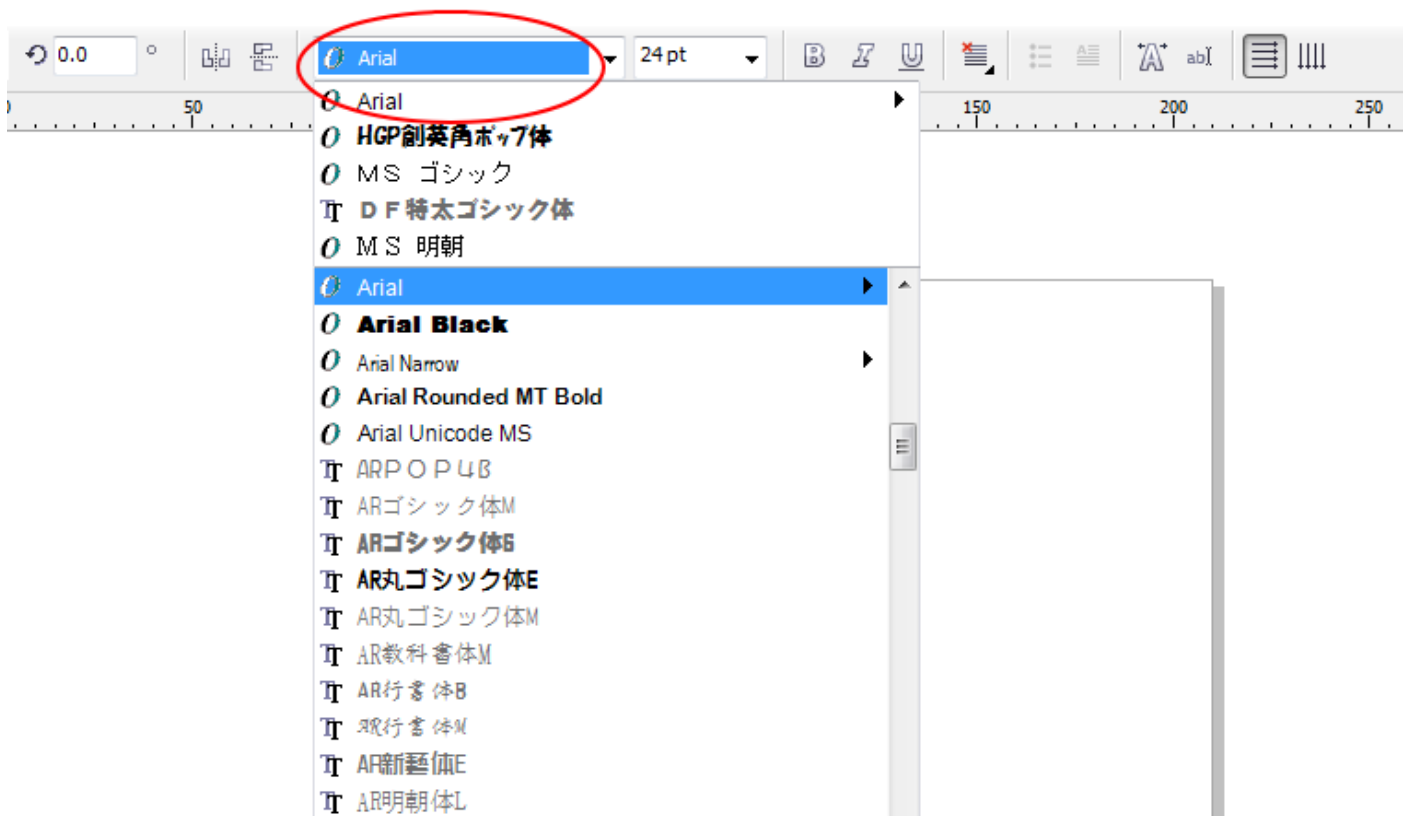 0.0 ° Arial 24 pt B I U A abI
50 150 200 250
Arial
HGP創英角ポップ体
MS ゴシック
DF特太ゴシック体
MS 明朝
Arial
Arial Black
Arial Narrow
Arial Rounded MT Bold
Arial Unicode MS
ARPOP4B
ARゴシック体M
ARゴシック体S
AR丸ゴシック体E
AR丸ゴシック体M
AR教科書体M
AR行書体B
AR行書体M
AR新藝体E
AR明朝体L